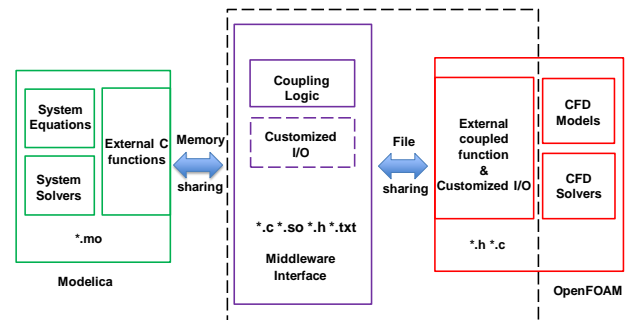 System
Equations
System
Solvers
External C
functions
*.mo
Modelica
Memory
sharing
Coupling
Logic
Customized
I/O
*.c *.so *.h *.txt
Middleware
Interface
File
sharing
External
coupled
function
&
Customized I/O
*.h *.c
CFD
Models
CFD
Solvers
OpenFOAM